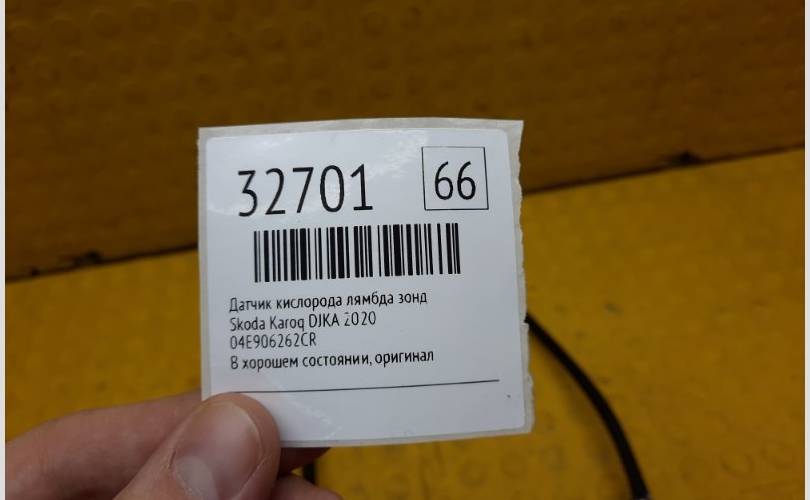 32701 66
Датчик кислорода лямбда зонд
Skoda Karoq DJKA 2020
04E906262CR
В хорошем состоянии, оригинал